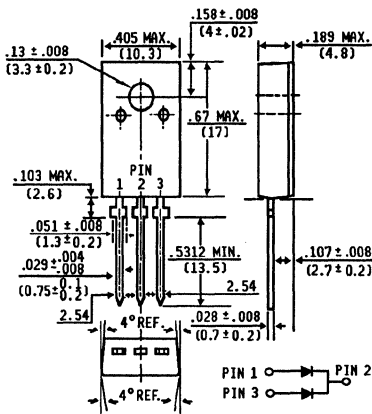 .158±.008
(4±.02)
.405 MAX.
(10.3)
.189 MAX.
(4.8)
.13±.008
(3.3±0.2)
.67 MAX.
(17)
PIN
1 2 3
.103 MAX.
(2.6)
.051±.008
(1.3±0.2)
.5312 MIN.
(13.5)
.107±.008
(2.7±0.2)
.029+.004
-.008
(0.75+0.1
-0.2)
2.54
2.54
.028±.008
(0.7±0.2)
4° REF.
4° REF.
PIN 1
PIN 2
PIN 3